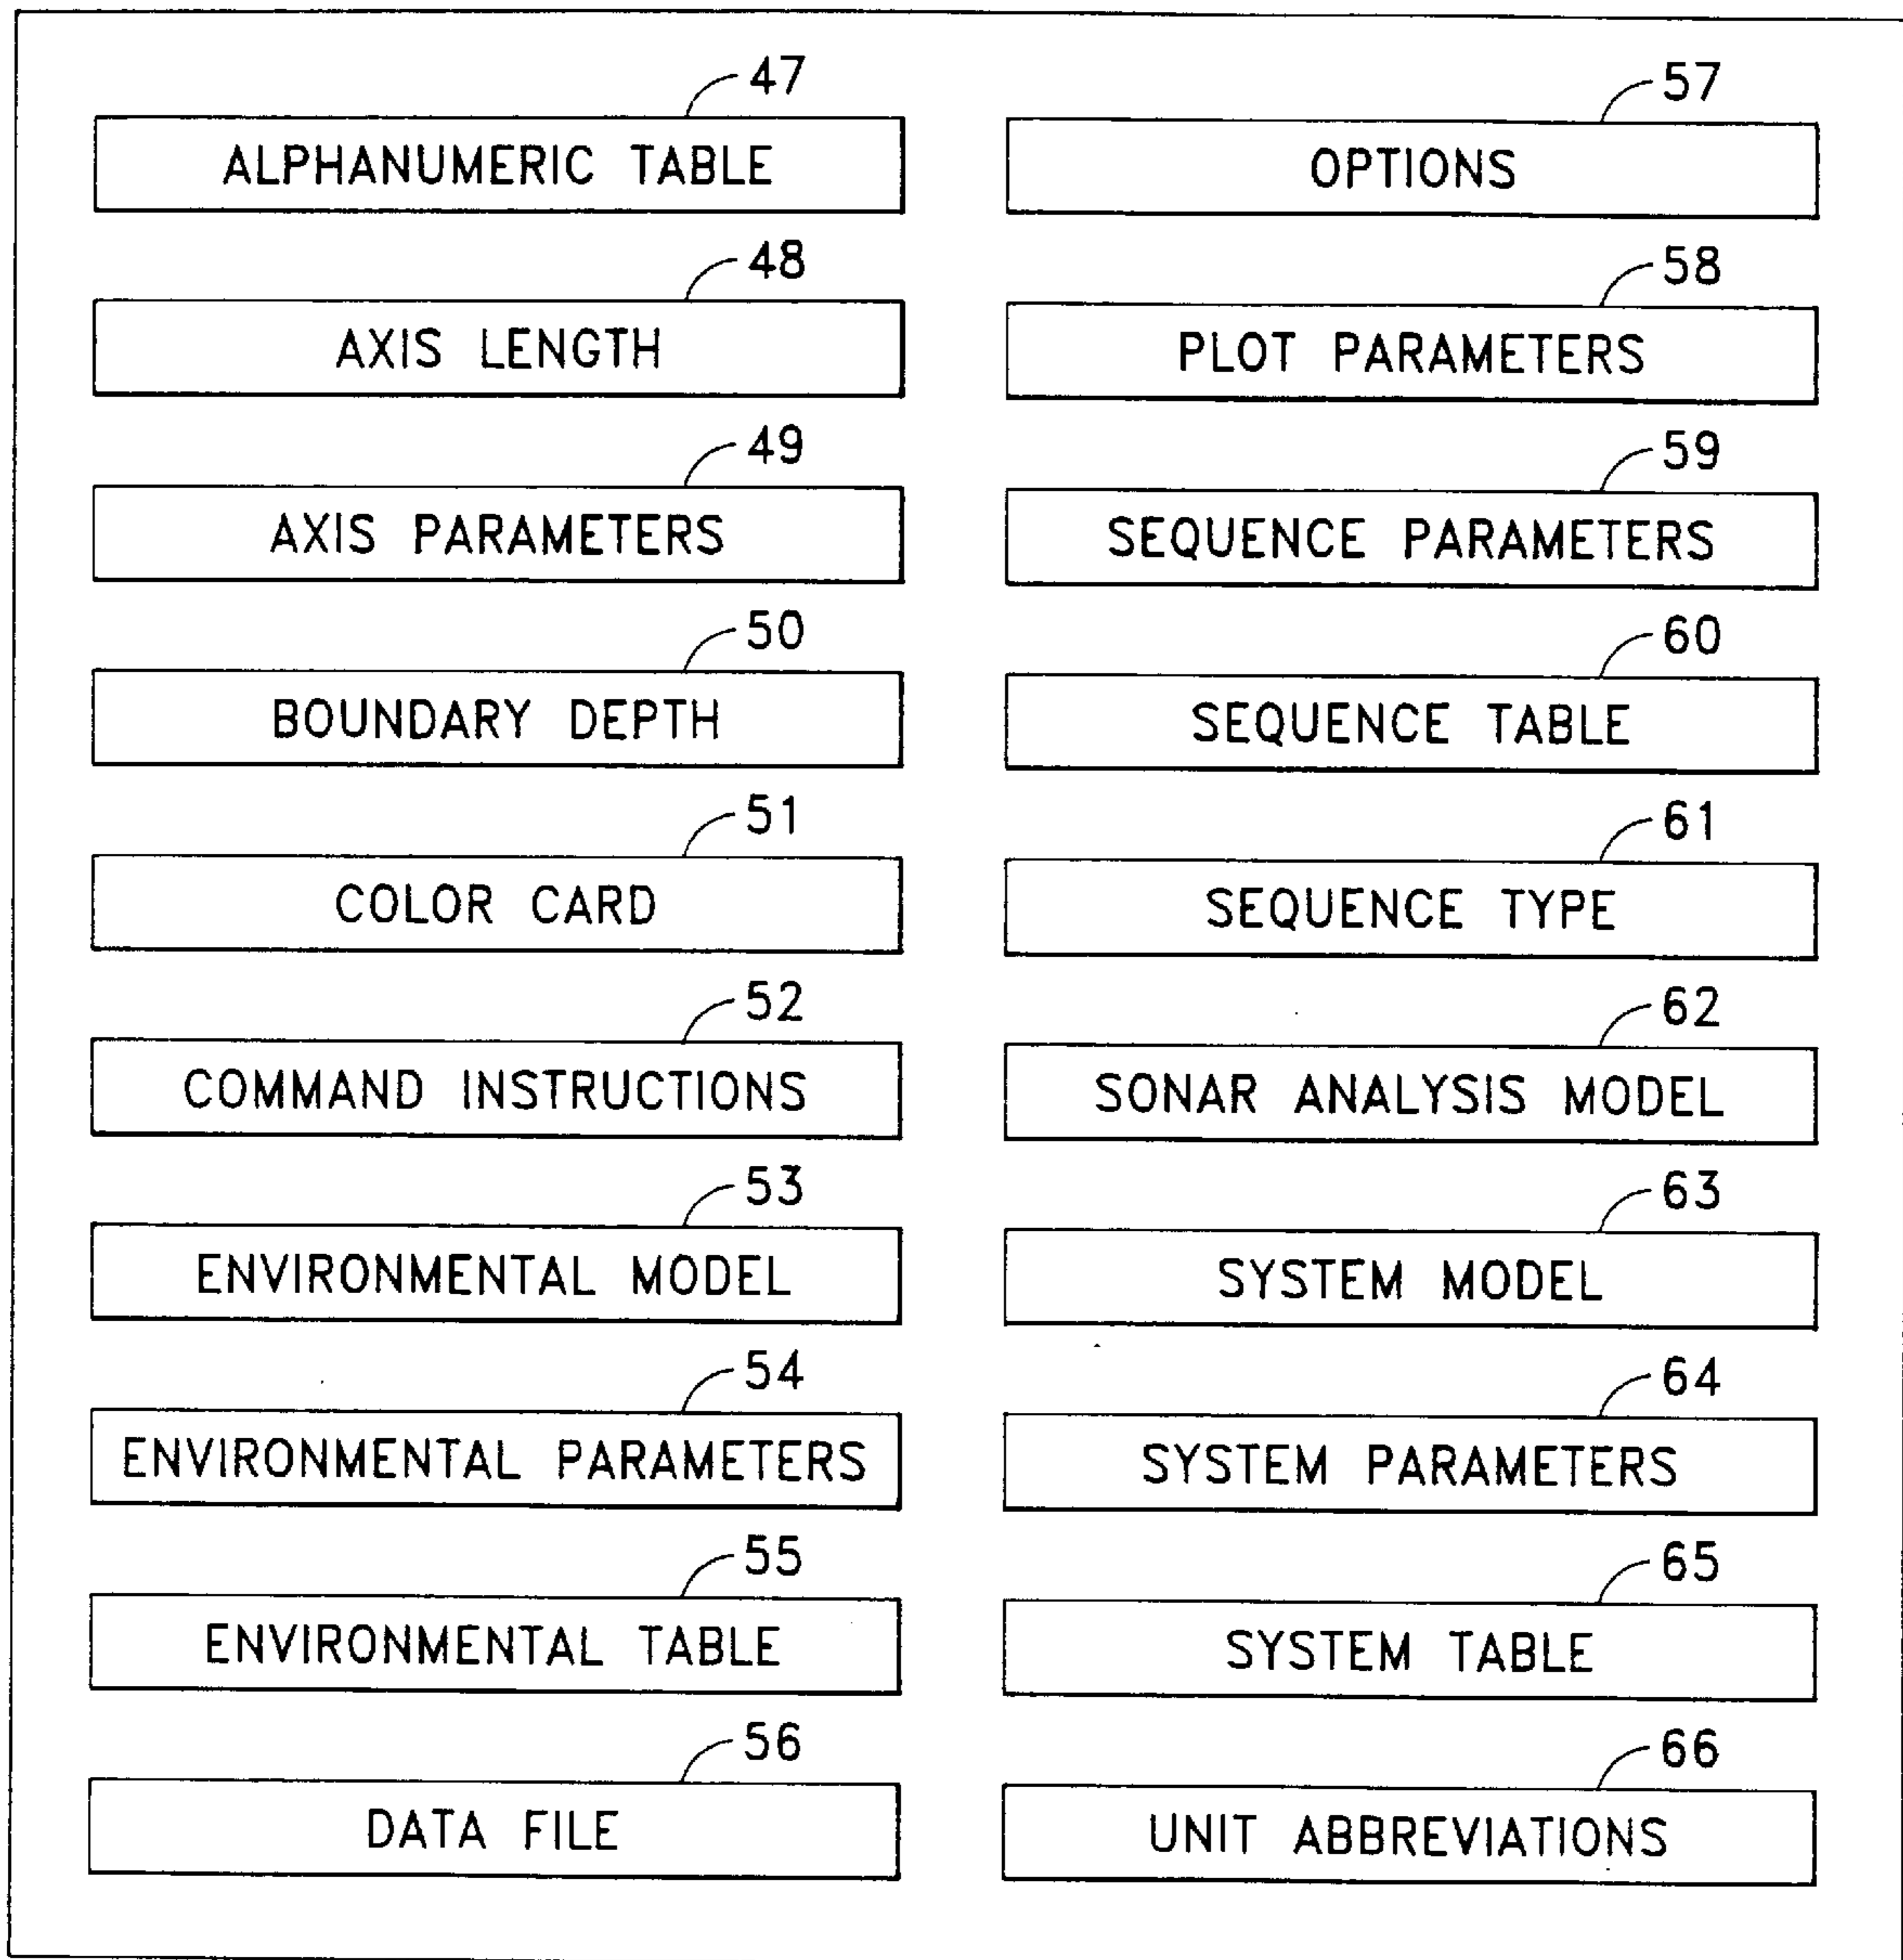 47
ALPHANUMERIC TABLE
48
AXIS LENGTH
49
AXIS PARAMETERS
50
BOUNDARY DEPTH
51
COLOR CARD
52
COMMAND INSTRUCTIONS
53
ENVIRONMENTAL MODEL
54
ENVIRONMENTAL PARAMETERS
55
ENVIRONMENTAL TABLE
56
DATA FILE
57
OPTIONS
58
PLOT PARAMETERS
59
SEQUENCE PARAMETERS
60
SEQUENCE TABLE
61
SEQUENCE TYPE
62
SONAR ANALYSIS MODEL
63
SYSTEM MODEL
64
SYSTEM PARAMETERS
65
SYSTEM TABLE
66
UNIT ABBREVIATIONS